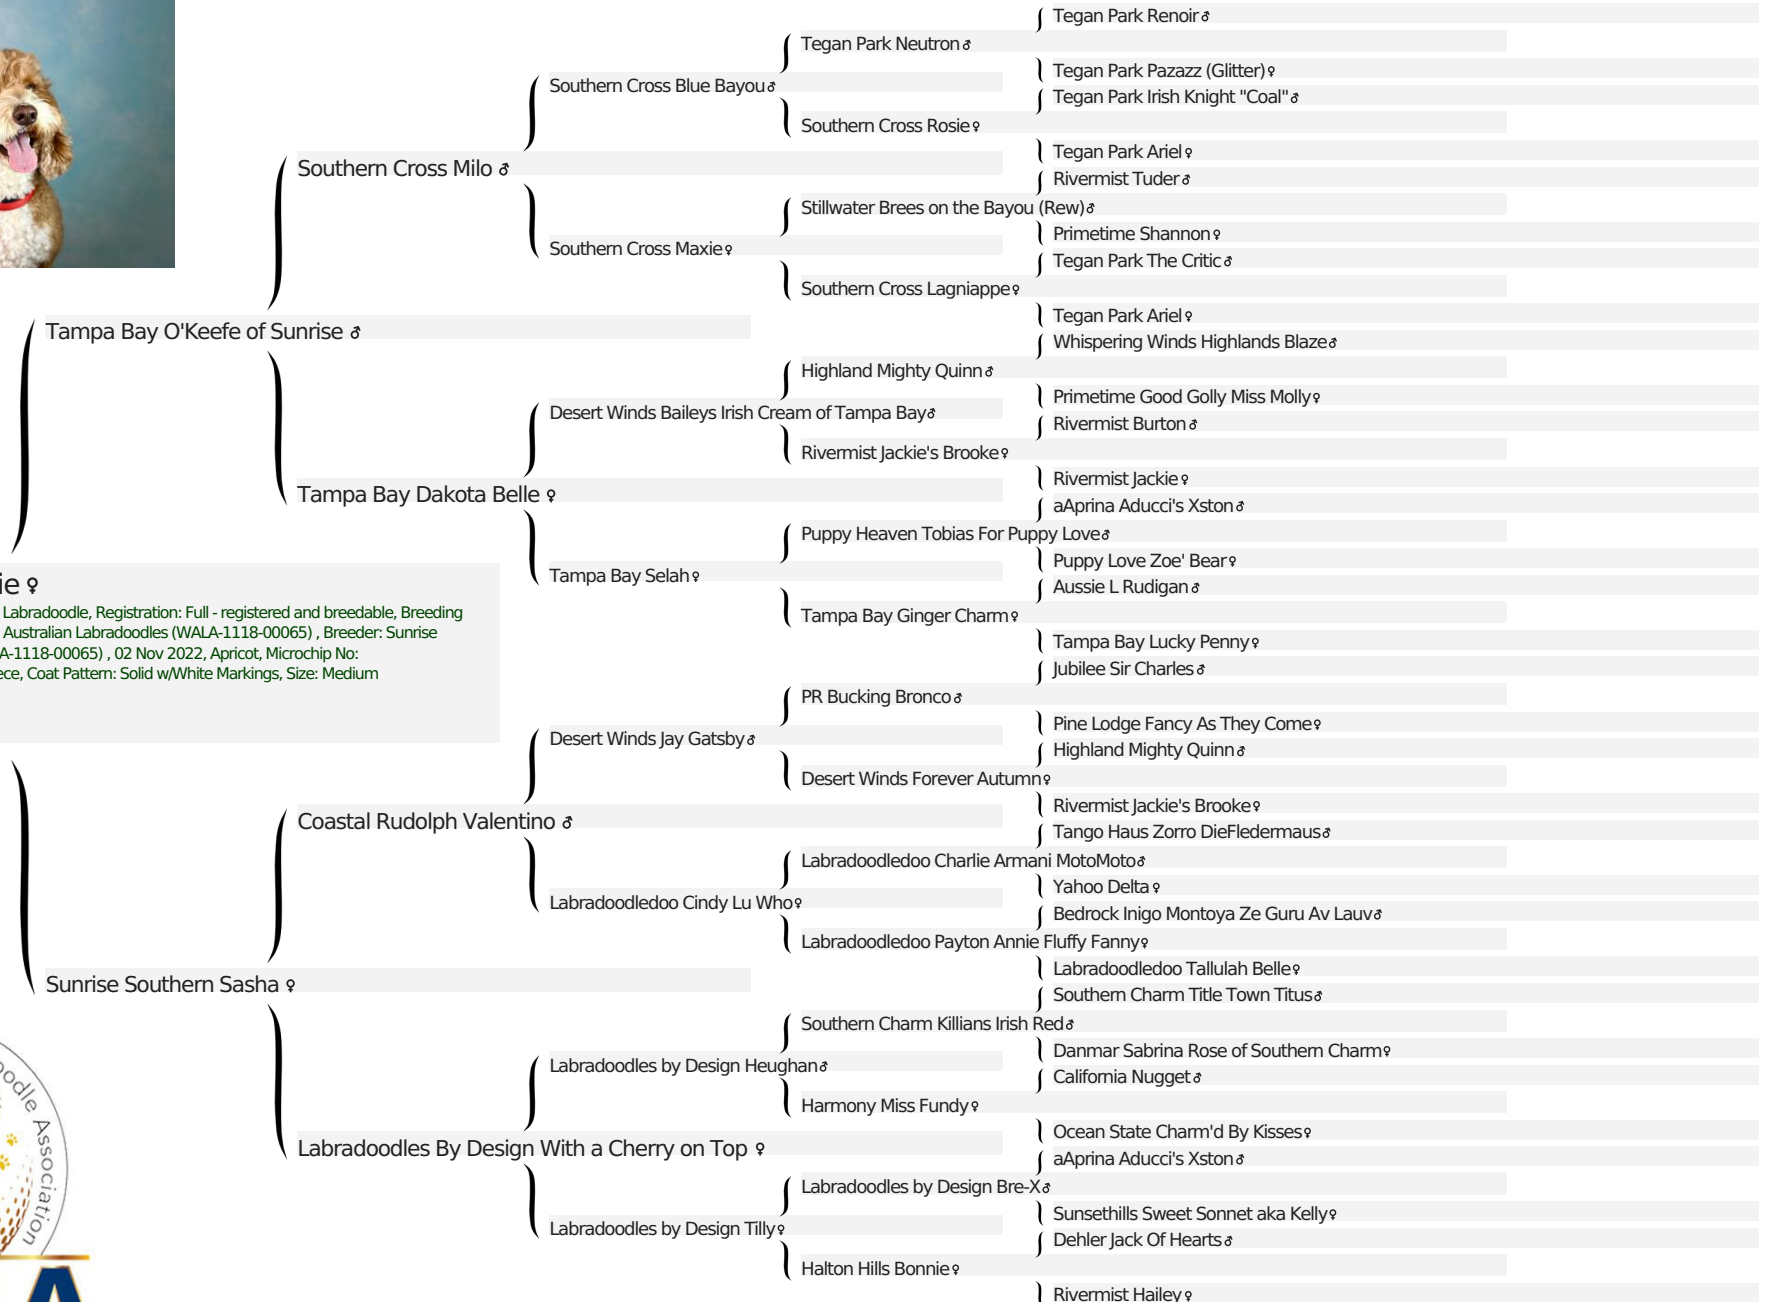 Tegan Park Renoir♂
Tegan Park Neutron♂
Tegan Park Pazazz (Glitter)♀
Southern Cross Blue Bayou♂
Tegan Park Irish Knight "Coal"♂
Southern Cross Rosie♀
Tegan Park Ariel♀
Southern Cross Milo ♂
Rivermist Tuder♂
Stillwater Brees on the Bayou (Rew)♂
Primetime Shannon♀
Southern Cross Maxie♀
Tegan Park The Critic♂
Southern Cross Lagniappe♀
Tegan Park Ariel♀
Tampa Bay O'Keefe of Sunrise ♂
Whispering Winds Highlands Blaze♂
Highland Mighty Quinn♂
Primetime Good Golly Miss Molly♀
Desert Winds Baileys Irish Cream of Tampa Bay♂
Rivermist Burton♂
Rivermist Jackie's Brooke♀
Rivermist Jackie♀
Tampa Bay Dakota Belle ♀
aAprina Aducci's Xston♂
Puppy Heaven Tobias For Puppy Love♂
Puppy Love Zoe' Bear♀
Tampa Bay Selah♀
Aussie L Rudigan♂
ie ♀
Labradoodle, Registration: Full - registered and breedable, Breeding
Australian Labradoodles (WALA-1118-00065) , Breeder: Sunrise
A-1118-00065) , 02 Nov 2022, Apricot, Microchip No:
ece, Coat Pattern: Solid w/White Markings, Size: Medium
Tampa Bay Ginger Charm♀
Tampa Bay Lucky Penny♀
Jubilee Sir Charles♂
PR Bucking Bronco♂
Pine Lodge Fancy As They Come♀
Desert Winds Jay Gatsby♂
Highland Mighty Quinn♂
Desert Winds Forever Autumn♀
Rivermist Jackie's Brooke♀
Coastal Rudolph Valentino ♂
Tango Haus Zorro DieFledermaus♂
Labradoodledoo Charlie Armani MotoMoto♂
Yahoo Delta♀
Labradoodledoo Cindy Lu Who♀
Bedrock Inigo Montoya Ze Guru Av Lauv♂
Labradoodledoo Payton Annie Fluffy Fanny♀
Labradoodledoo Tallulah Belle♀
Sunrise Southern Sasha ♀
Southern Charm Title Town Titus♂
Southern Charm Killians Irish Red♂
Danmar Sabrina Rose of Southern Charm♀
Labradoodles by Design Heughan♂
California Nugget♂
Harmony Miss Fundy♀
Ocean State Charm'd By Kisses♀
Labradoodles By Design With a Cherry on Top ♀
aAprina Aducci's Xston♂
Labradoodles by Design Bre-X♂
Sunsethills Sweet Sonnet aka Kelly♀
Labradoodles by Design Tilly♀
Dehler Jack Of Hearts♂
Halton Hills Bonnie♀
Rivermist Hailey♀
oodle Association
A